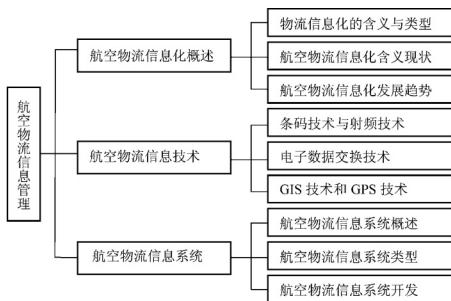 航空物流信息管理
航空物流信息化概述
物流信息化的含义与类型
航空物流信息化含义现状
航空物流信息化发展趋势
航空物流信息技术
条码技术与射频技术
电子数据交换技术
GIS 技术和 GPS 技术
航空物流信息系统
航空物流信息系统概述
航空物流信息系统类型
航空物流信息系统开发